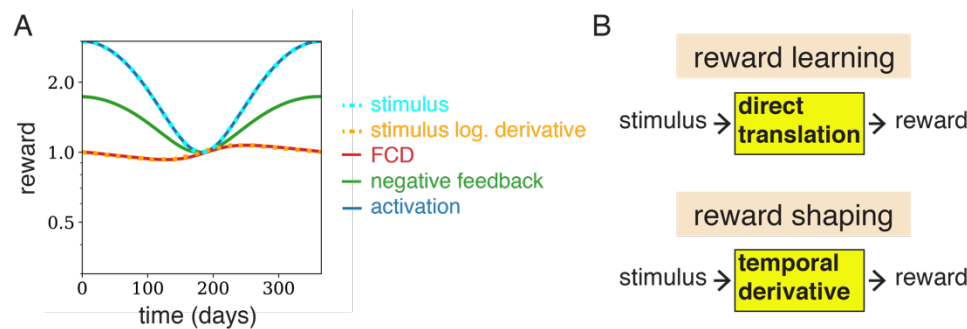 A
reward
2.0
1.0
0.5
0
100
200
300
time (days)
stimulus
stimulus log. derivative
FCD
negative feedback
activation
B
reward learning
stimulus
direct
translation
reward
reward shaping
stimulus
temporal
derivative
reward